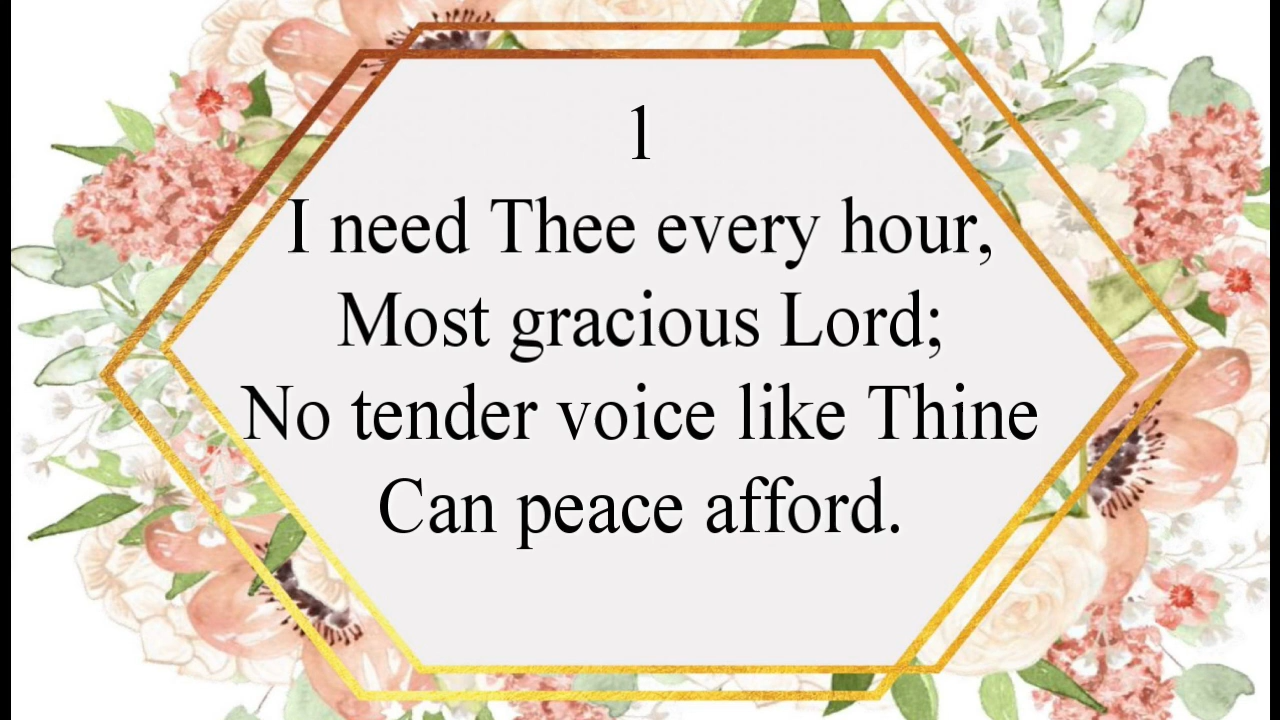 1
I need Thee every hour,
Most gracious Lord;
No tender voice like Thine
Can peace afford.